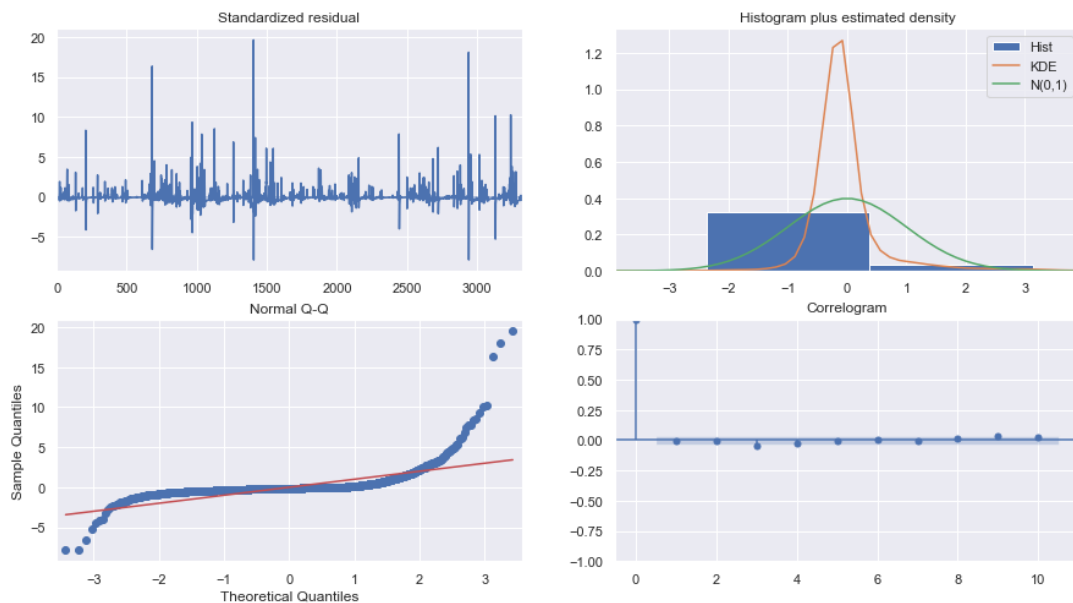 Standardized residual
20
15
10
5
0
−5
0 500 1000 1500 2000 2500 3000
Histogram plus estimated density
Hist
KDE
N(0,1)
1.2
1.0
0.8
0.6
0.4
0.2
0.0
−3 −2 −1 0 1 2 3
Normal Q-Q
Sample Quantiles
20
15
10
5
0
−5
−3 −2 −1 0 1 2 3
Theoretical Quantiles
Correlogram
1.00
0.75
0.50
0.25
0.00
−0.25
−0.50
−0.75
−1.00
0 2 4 6 8 10